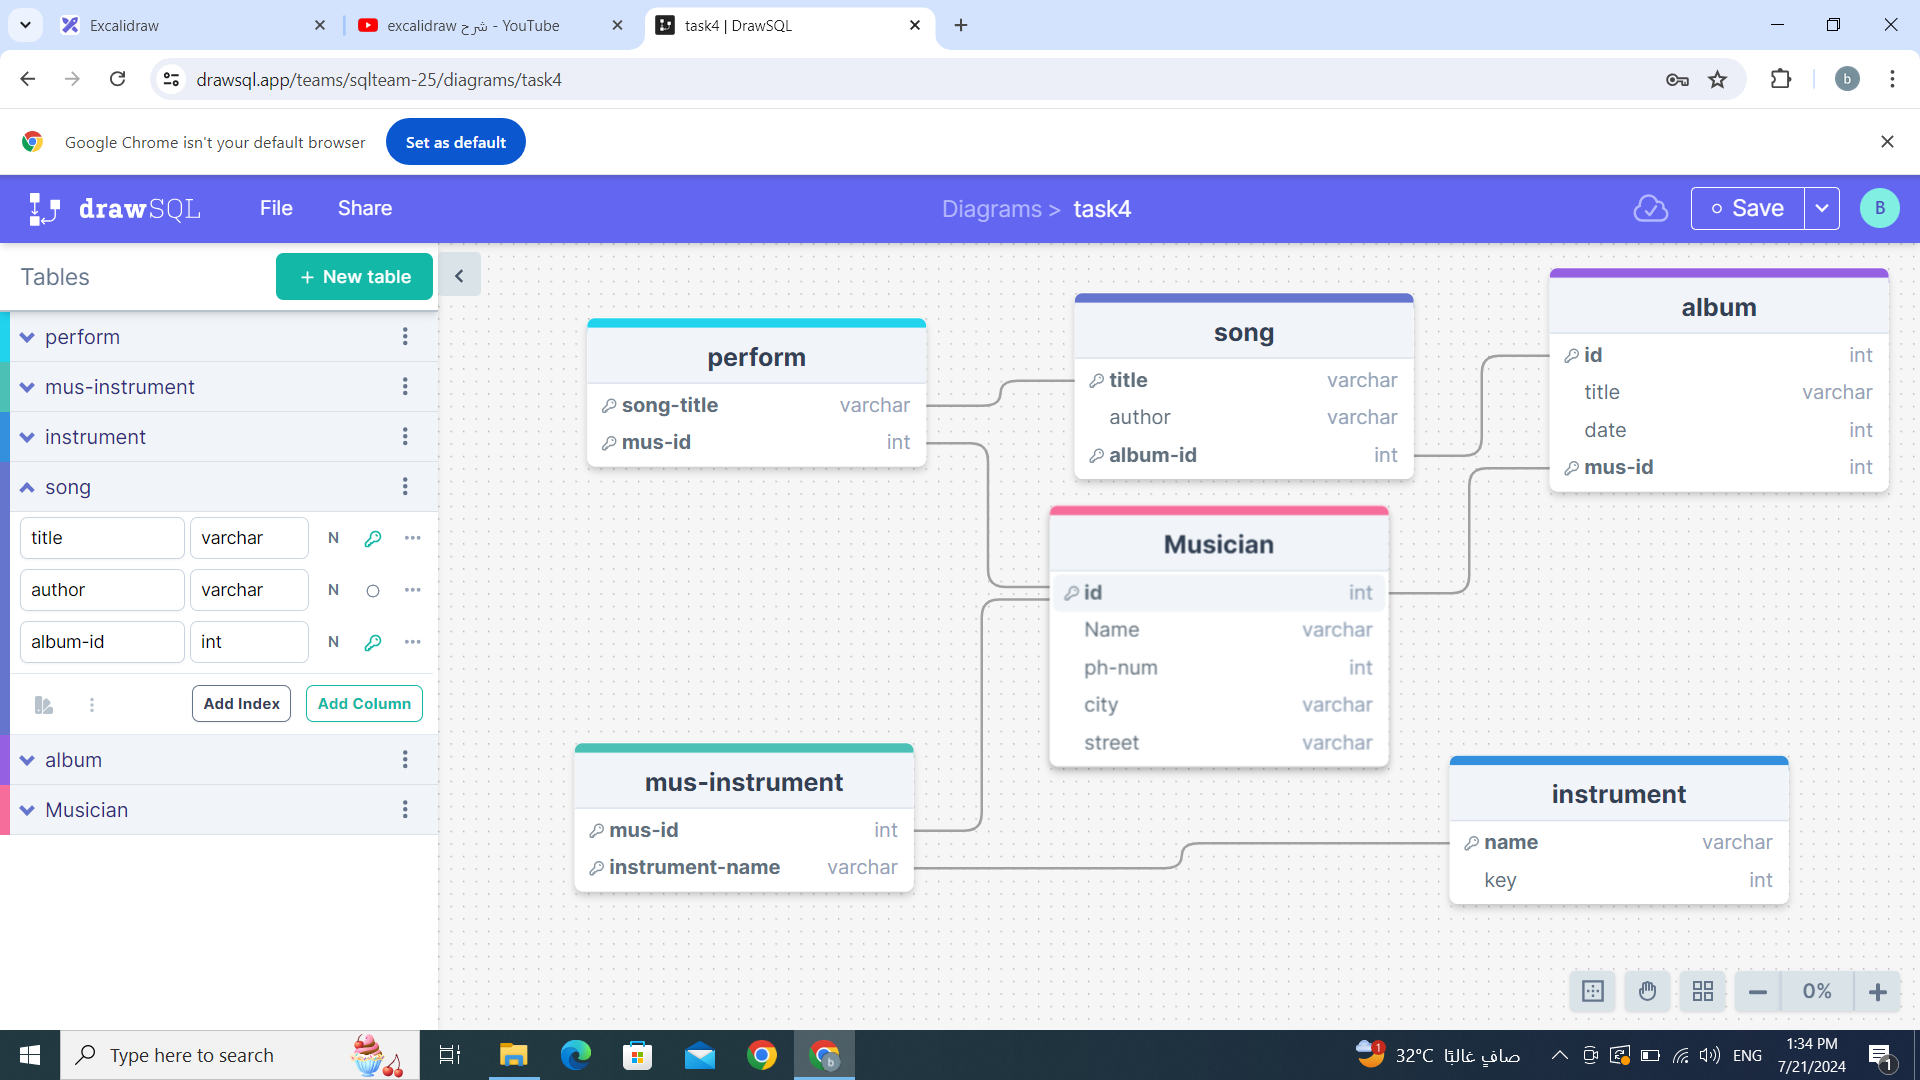 Excalidraw
excalidraw شرح - YouTube
task4 | DrawSQL
drawsql.app/teams/sqlteam-25/diagrams/task4
b
Google Chrome isn't your default browser
Set as default
drawSQL
File
Share
Diagrams > task4
Save
B
Tables
+ New table
perform
mus-instrument
instrument
song
title varchar N
author varchar N
album-id int N
Add Index
Add Column
album
Musician
perform
song-title varchar
mus-id int
song
title varchar
author varchar
album-id int
album
id int
title varchar
date int
mus-id int
Musician
id int
Name varchar
ph-num int
city varchar
street varchar
mus-instrument
mus-id int
instrument-name varchar
instrument
name varchar
key int
0%
Type here to search
b
1
32°C صافٍ غالبًا
ENG
1:34 PM
7/21/2024
1